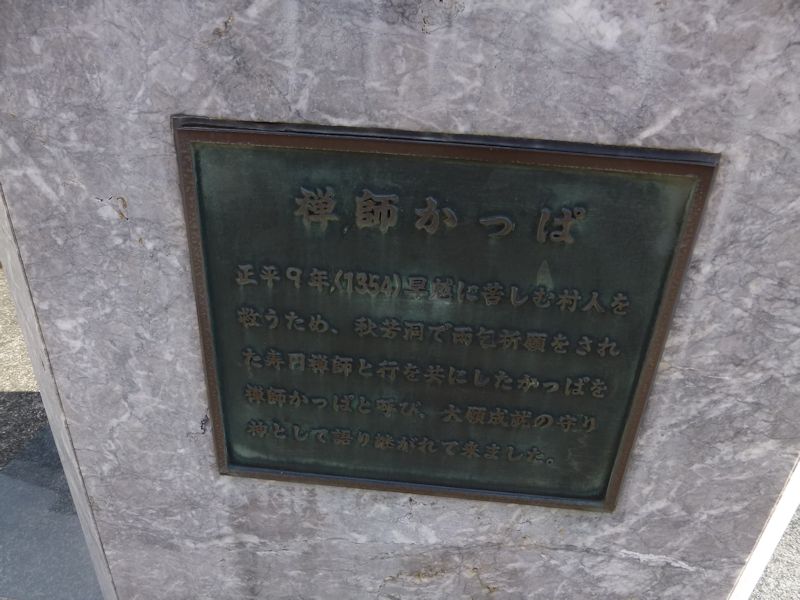 禅師かっぱ
正平9年(1354)旱魃に苦しむ村人を
救うため、秋芳洞で雨乞祈願をされ
た寿円禅師と行を共にしたかっぱを
禅師かっぱと呼び、大願成就の守り
神として語り継がれて来ました。